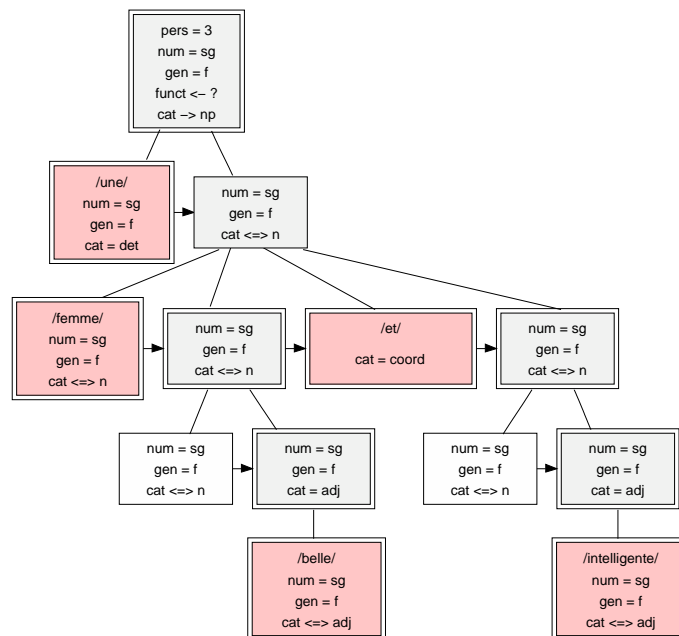 pers = 3
num = sg
gen = f
funct <− ?
cat −> np
/une/
num = sg
gen = f
cat = det
num = sg
gen = f
cat <=> n
/femme/
num = sg
gen = f
cat <=> n
num = sg
gen = f
cat <=> n
/et/
cat = coord
num = sg
gen = f
cat <=> n
num = sg
gen = f
cat <=> n
num = sg
gen = f
cat = adj
num = sg
gen = f
cat <=> n
num = sg
gen = f
cat = adj
/belle/
num = sg
gen = f
cat <=> adj
/intelligente/
num = sg
gen = f
cat <=> adj